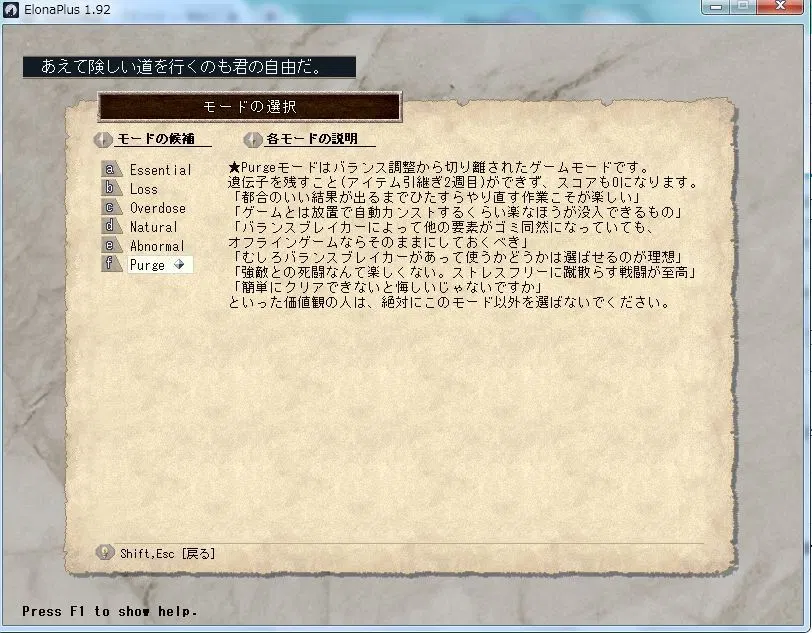 ElonaPlus 1.92
あえて険しい道を行くのも君の自由だ。
モードの選択
モードの候補 各モードの説明
a Essential
b Loss
c Overdose
d Natural
e Abnormal
f Purge
★Purgeモードはバランス調整から切り離されたゲームモードです。
遺伝子を残すこと(アイテム引継ぎ2週目)ができず、スコアも0になります。
「都合のいい結果が出るまでひたすらやり直す作業こそが楽しい」
「ゲームとは放置で自動カンストするくらい楽なほうが没入できるもの」
「バランスブレイカーによって他の要素がゴミ同然になっていても、
オフラインゲームならそのままにしておくべき」
「むしろバランスブレイカーがあって使うかどうかは選ばせるのが理想」
「強敵との死闘なんて楽しくない。ストレスフリーに蹴散らす戦闘が至高」
「簡単にクリアできないと悔しいじゃないですか」
といった価値観の人は、絶対にこのモード以外を選ばないでください。
Shift,Esc [戻る]
Press F1 to show help.